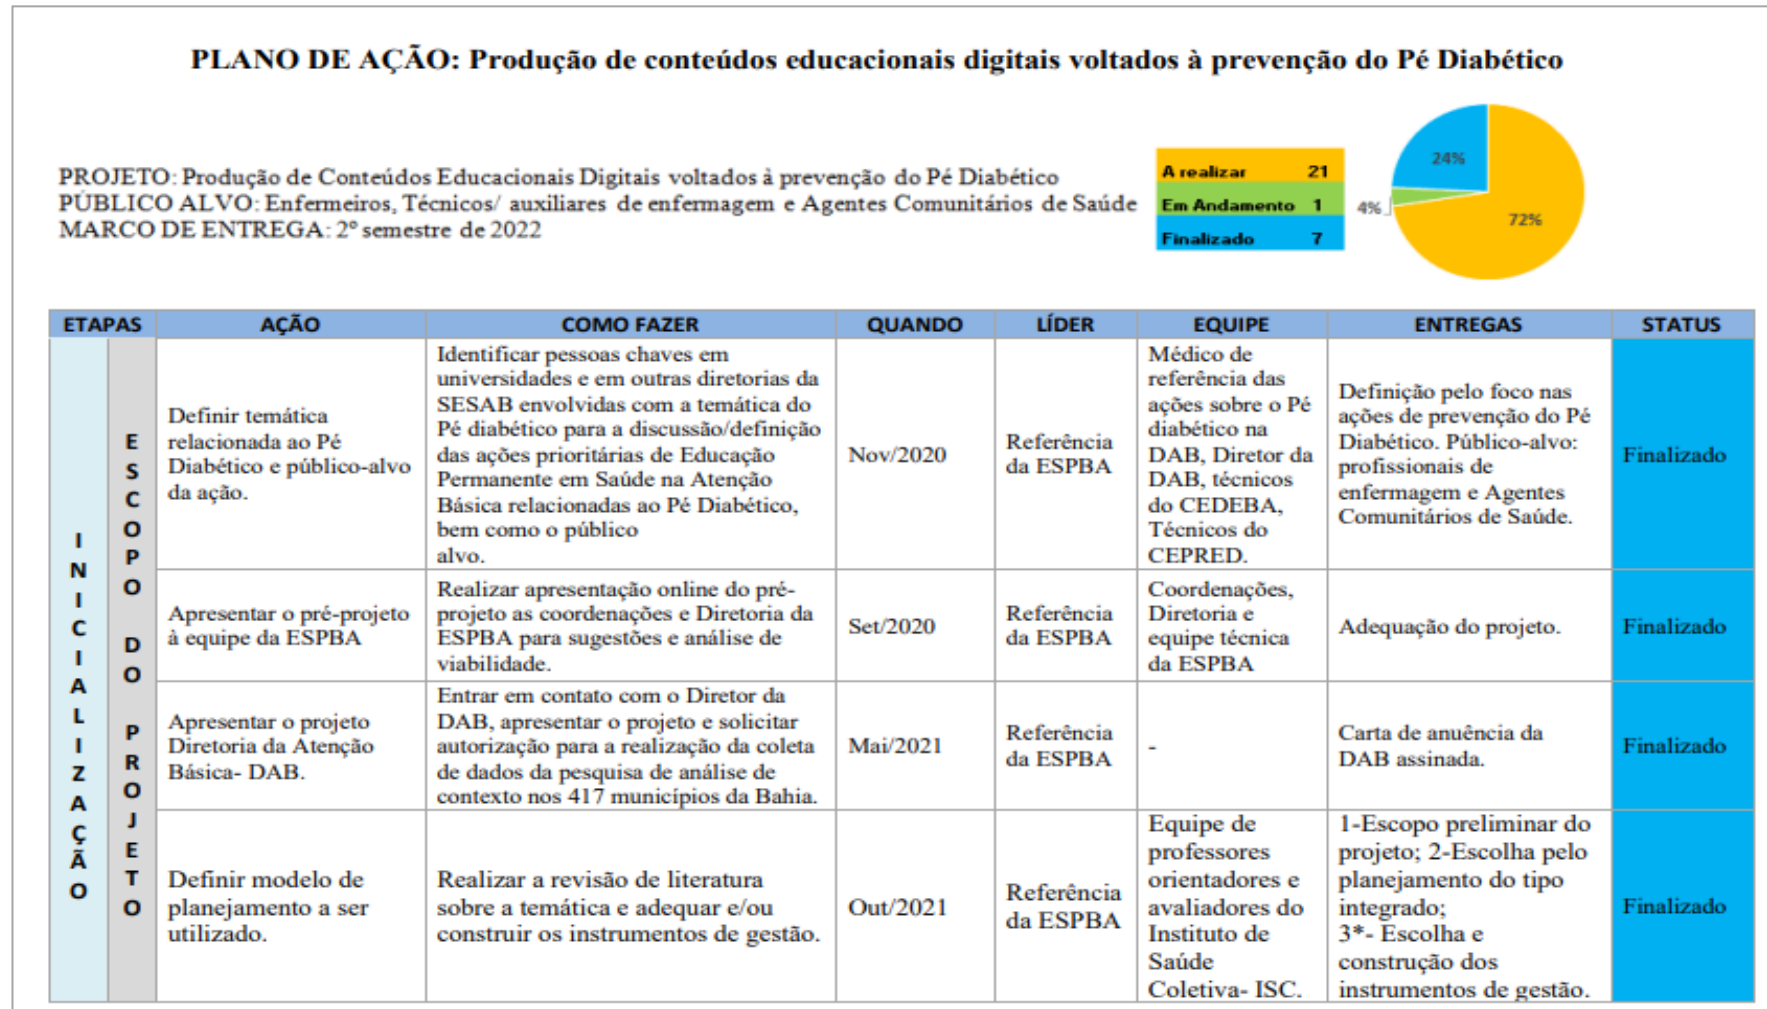 PLANO DE AÇÃO: Produção de conteúdos educacionais digitais voltados à prevenção do Pé Diabético
PROJETO: Produção de Conteúdos Educacionais Digitais voltados à prevenção do Pé Diabético
PÚBLICO ALVO: Enfermeiros, Técnicos/ auxiliares de enfermagem e Agentes Comunitários de Saúde
MARCO DE ENTREGA: 2º semestre de 2022
A realizar 21
Em Andamento 1
Finalizado 7
24%
4%
72%
ETAPAS AÇÃO COMO FAZER QUANDO LÍDER EQUIPE ENTREGAS STATUS
INICIALIZAÇÃO
ESCOPO DO PROJETO
Definir temática
relacionada ao Pé
Diabético e público-alvo
da ação.
Identificar pessoas chaves em
universidades e em outras diretorias da
SESAB envolvidas com a temática do
Pé diabético para a discussão/definição
das ações prioritárias de Educação
Permanente em Saúde na Atenção
Básica relacionadas ao Pé Diabético,
bem como o público
alvo.
Nov/2020
Referência
da ESPBA
Médico de
referência das
ações sobre o Pé
diabético na
DAB, Diretor da
DAB, técnicos
do CEDEBA,
Técnicos do
CEPRED.
Definição pelo foco nas
ações de prevenção do Pé
Diabético. Público-alvo:
profissionais de
enfermagem e Agentes
Comunitários de Saúde.
Finalizado
Apresentar o pré-projeto
à equipe da ESPBA
Realizar apresentação online do pré-
projeto as coordenações e Diretoria da
ESPBA para sugestões e análise de
viabilidade.
Set/2020
Referência
da ESPBA
Coordenações,
Diretoria e
equipe técnica
da ESPBA
Adequação do projeto.
Finalizado
Apresentar o projeto
Diretoria da Atenção
Básica- DAB.
Entrar em contato com o Diretor da
DAB, apresentar o projeto e solicitar
autorização para a realização da coleta
de dados da pesquisa de análise de
contexto nos 417 municípios da Bahia.
Mai/2021
Referência
da ESPBA
-
Carta de anuência da
DAB assinada.
Finalizado
Definir modelo de
planejamento a ser
utilizado.
Realizar a revisão de literatura
sobre a temática e adequar e/ou
construir os instrumentos de gestão.
Out/2021
Referência
da ESPBA
Equipe de
professores
orientadores e
avaliadores do
Instituto de
Saúde
Coletiva- ISC.
1-Escopo preliminar do
projeto; 2-Escolha pelo
planejamento do tipo
integrado;
3*- Escolha e
construção dos
instrumentos de gestão.
Finalizado